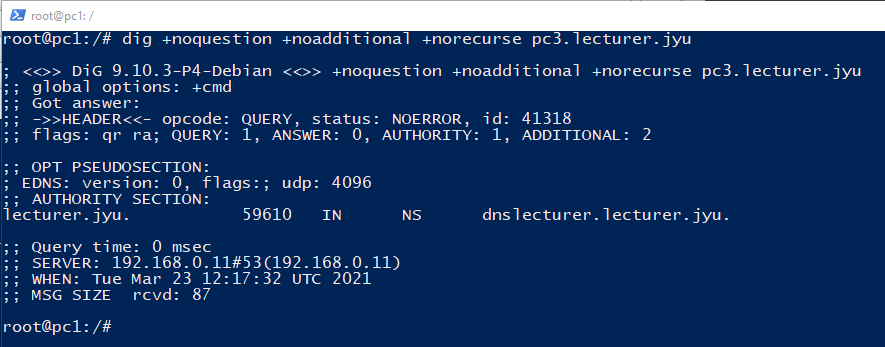 root@pc1: /
root@pc1:/# dig +noquestion +noadditional +norecurse pc3.lecturer.jyu
; <<>> DiG 9.10.3-P4-Debian <<>> +noquestion +noadditional +norecurse pc3.lecturer.jyu
;; global options: +cmd
;; Got answer:
;; ->>HEADER<<- opcode: QUERY, status: NOERROR, id: 41318
;; flags: qr ra; QUERY: 1, ANSWER: 0, AUTHORITY: 1, ADDITIONAL: 2
;; OPT PSEUDOSECTION:
; EDNS: version: 0, flags:; udp: 4096
;; AUTHORITY SECTION:
lecturer.jyu. 59610 IN NS dnslecturer.lecturer.jyu.
;; Query time: 0 msec
;; SERVER: 192.168.0.11#53(192.168.0.11)
;; WHEN: Tue Mar 23 12:17:32 UTC 2021
;; MSG SIZE rcvd: 87
root@pc1:/#